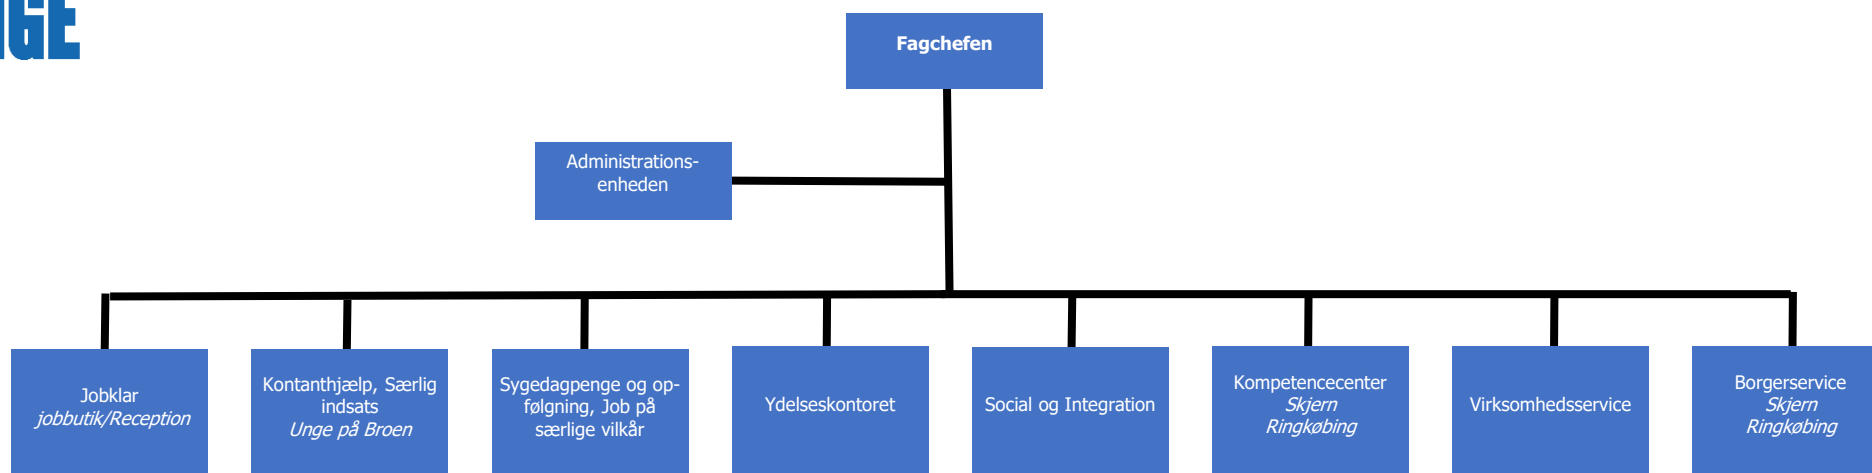 Fagchefen
Administrations-
enheden
Jobklar
jobbutik/Reception
Kontanthjælp, Særlig
indsats
Unge på Broen
Sygedagpenge og op-
følgning, Job på
særlige vilkår
Ydelseskontoret
Social og Integration
Kompetencecenter
Skjern
Ringkøbing
Virksomhedsservice
Borgerservice
Skjern
Ringkøbing